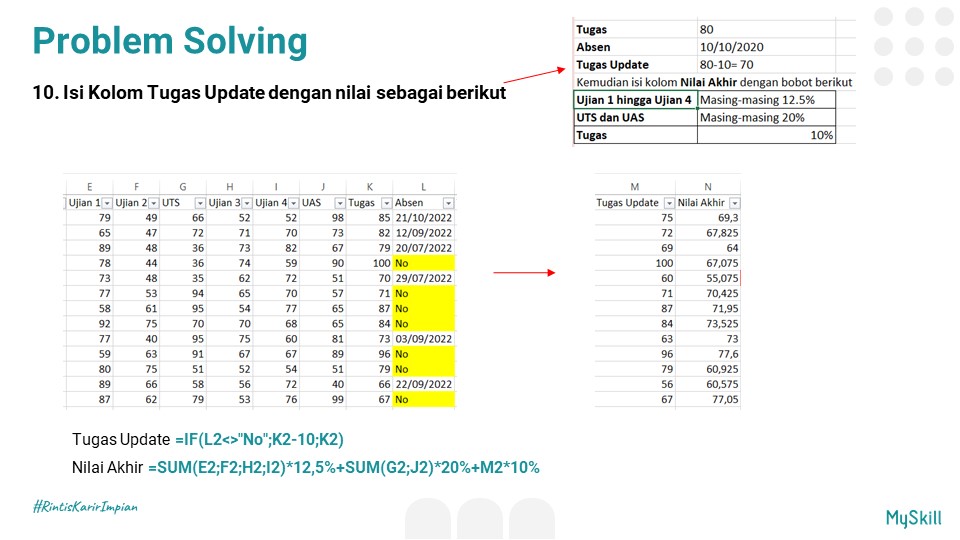 Problem Solving
10. Isi Kolom Tugas Update dengan nilai sebagai berikut
Tugas 80
Absen 10/10/2020
Tugas Update 80-10= 70
Kemudian isi kolom Nilai Akhir dengan bobot berikut
Ujian 1 hingga Ujian 4 Masing-masing 12.5%
UTS dan UAS Masing-masing 20%
Tugas 10%
E F G H I J K L
Ujian 1 Ujian 2 UTS Ujian 3 Ujian 4 UAS Tugas Absen
79 49 66 52 52 98 85 21/10/2022
65 47 72 71 70 73 82 12/09/2022
89 48 36 73 82 67 79 20/07/2022
78 44 36 74 59 90 100 No
73 48 35 62 72 51 70 29/07/2022
77 53 94 65 70 57 71 No
58 61 95 54 77 65 87 No
92 75 70 70 68 65 84 No
77 40 95 75 60 81 73 03/09/2022
59 63 91 67 67 89 96 No
80 75 51 52 54 51 79 No
89 66 58 56 72 40 66 22/09/2022
87 62 79 53 76 99 67 No
M N
Tugas Update Nilai Akhir
75 69,3
72 67,825
69 64
100 67,075
60 55,075
71 70,425
87 71,95
84 73,525
63 73
96 77,6
79 60,925
56 60,575
67 77,05
Tugas Update =IF(L2<>"No";K2-10;K2)
Nilai Akhir =SUM(E2;F2;H2;I2)*12,5%+SUM(G2;J2)*20%+M2*10%
#RintisKarirImpian
MySkill